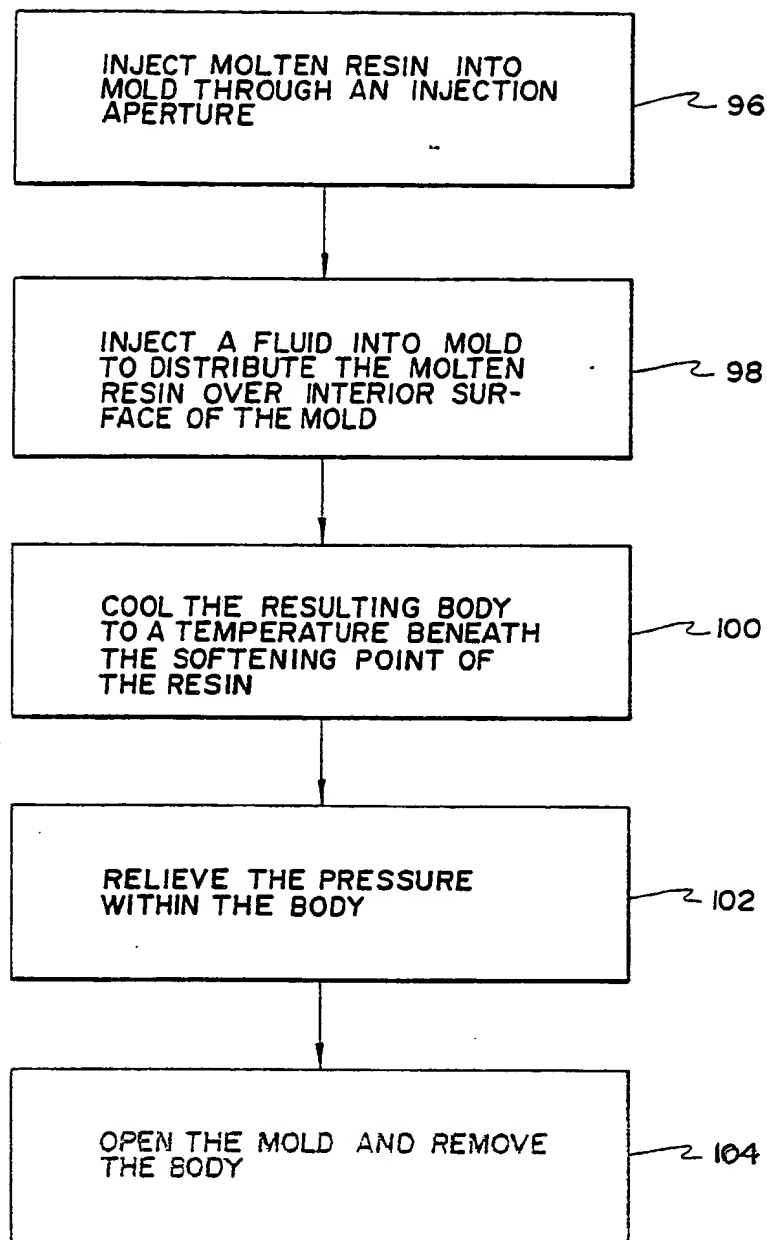 INJECT MOLTEN RESIN INTO
MOLD THROUGH AN INJECTION
APERTURE
96
INJECT A FLUID INTO MOLD
TO DISTRIBUTE THE MOLTEN
RESIN OVER INTERIOR SUR-
FACE OF THE MOLD
98
COOL THE RESULTING BODY
TO A TEMPERATURE BENEATH
THE SOFTENING POINT OF
THE RESIN
100
RELIEVE THE PRESSURE
WITHIN THE BODY
102
OPEN THE MOLD AND REMOVE
THE BODY
104